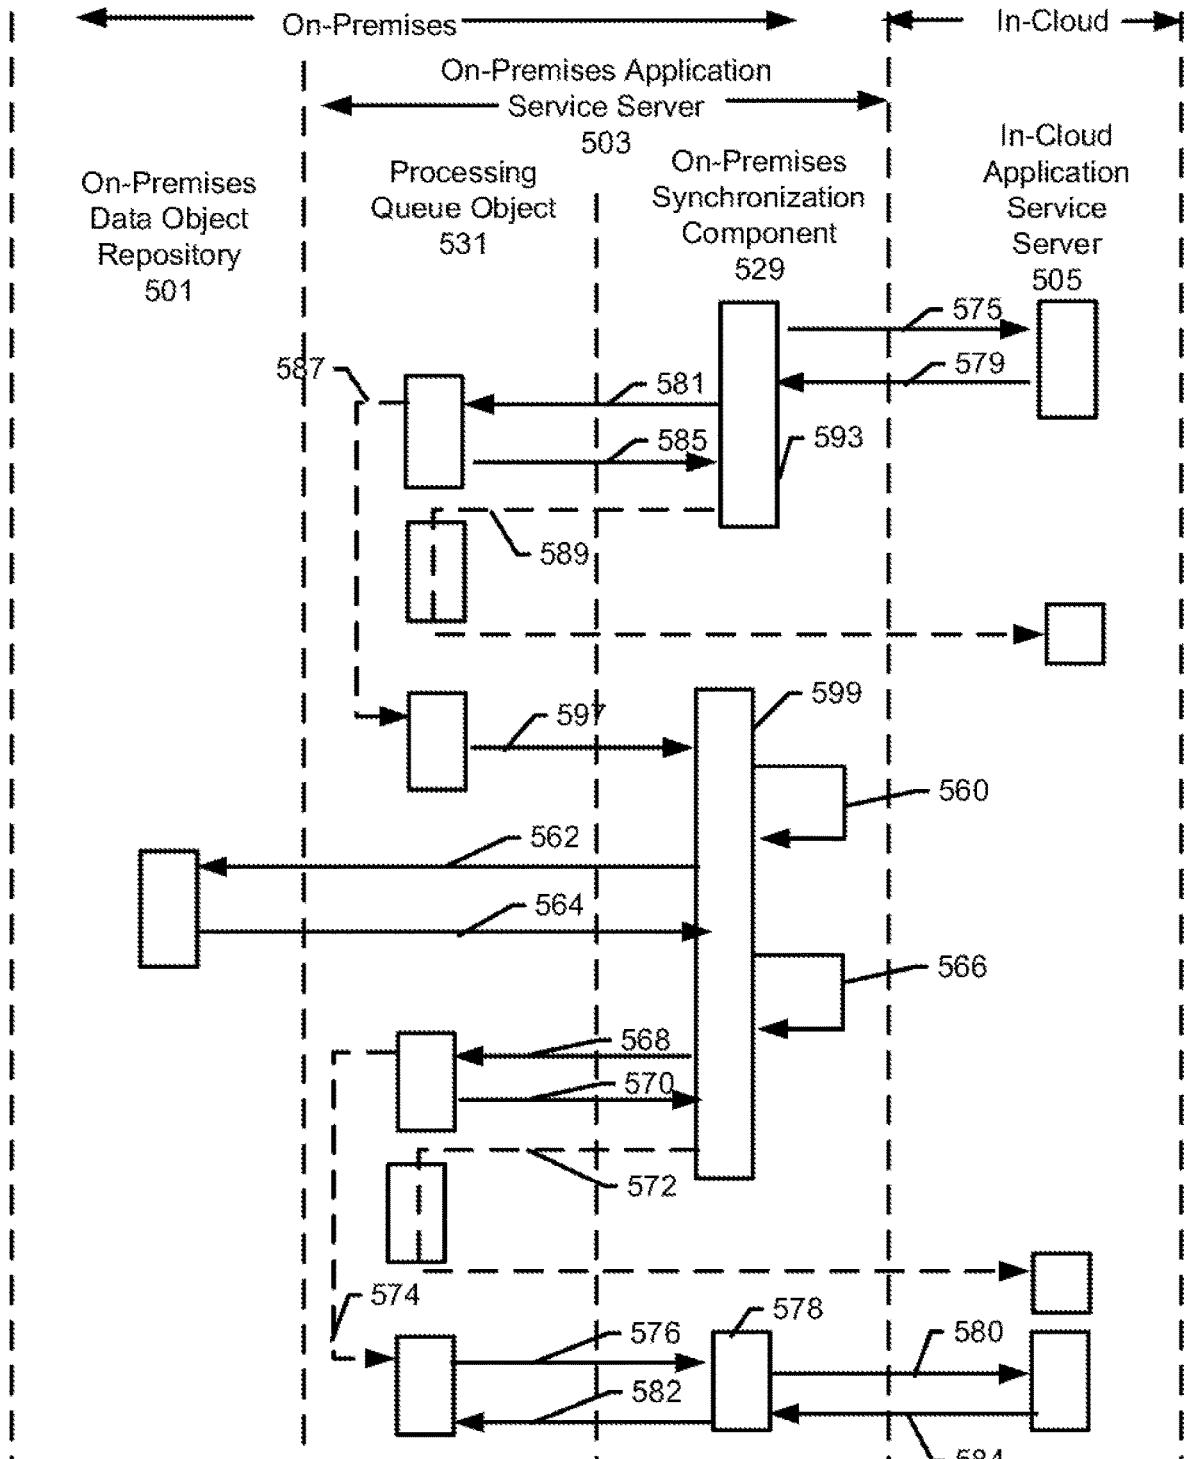 On-Premises
In-Cloud
On-Premises Application
Service Server
503
On-Premises
Data Object
Repository
501
Processing
Queue Object
531
On-Premises
Synchronization
Component
529
In-Cloud
Application
Service
Server
505
575
587
579
581
585
593
589
599
597
560
562
564
566
568
570
572
574
578
576
580
582
584